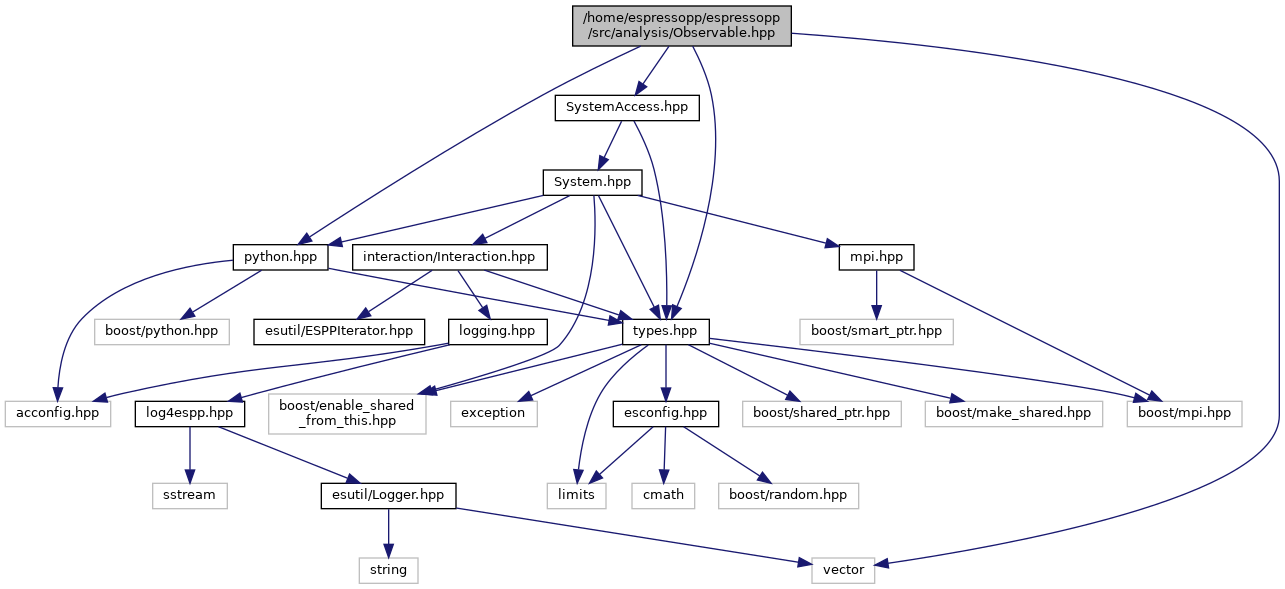 /home/espressopp/espressopp
/src/analysis/Observable.hpp
SystemAccess.hpp
System.hpp
python.hpp
interaction/Interaction.hpp
mpi.hpp
boost/python.hpp
esutil/ESPPIterator.hpp
logging.hpp
types.hpp
boost/smart_ptr.hpp
acconfig.hpp
log4espp.hpp
boost/enable_shared
_from_this.hpp
exception
esconfig.hpp
boost/shared_ptr.hpp
boost/make_shared.hpp
boost/mpi.hpp
sstream
esutil/Logger.hpp
limits
cmath
boost/random.hpp
string
vector